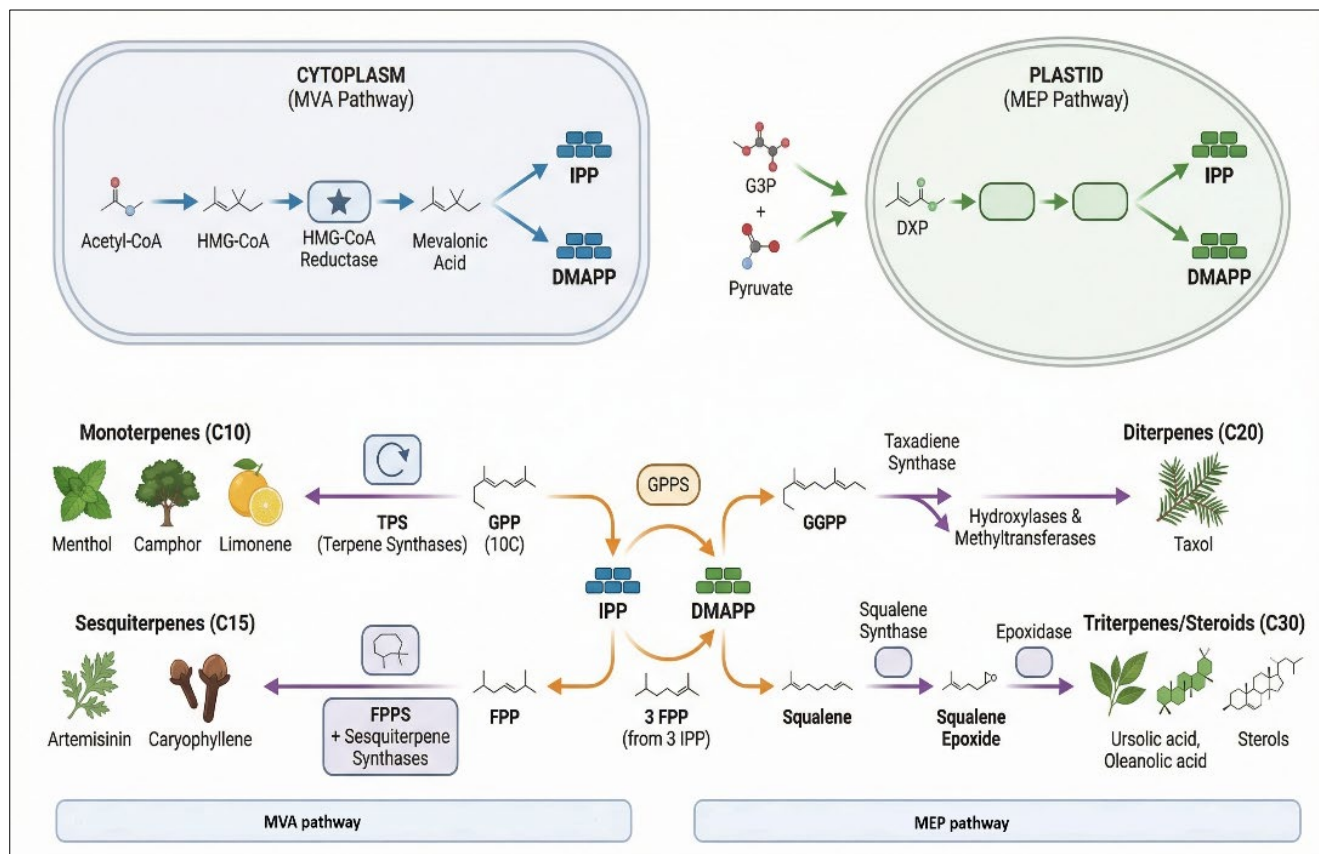 CYTOPLASM
(MVA Pathway)
IPP
Acetyl-CoA
HMG-CoA
HMG-CoA
Reductase
Mevalonic
Acid
DMAPP
G3P
+
Pyruvate
PLASTID
(MEP Pathway)
DXP
IPP
DMAPP
Monoterpenes (C10)
Menthol
Camphor
Limonene
TPS
(Terpene Synthases)
GPP
(10C)
GPPS
IPP
DMAPP
GGPP
Taxadiene
Synthase
Hydroxylases &
Methyltransferases
Diterpenes (C20)
Taxol
Sesquiterpenes (C15)
Artemisinin
Caryophyllene
FPPS
+ Sesquiterpene
Synthases
FPP
3 FPP
(from 3 IPP)
Squalene
Squalene
Synthase
Squalene
Epoxide
Epoxidase
O
Triterpenes/Steroids (C30)
Ursolic acid,
Oleanolic acid
Sterols
MVA pathway
MEP pathway